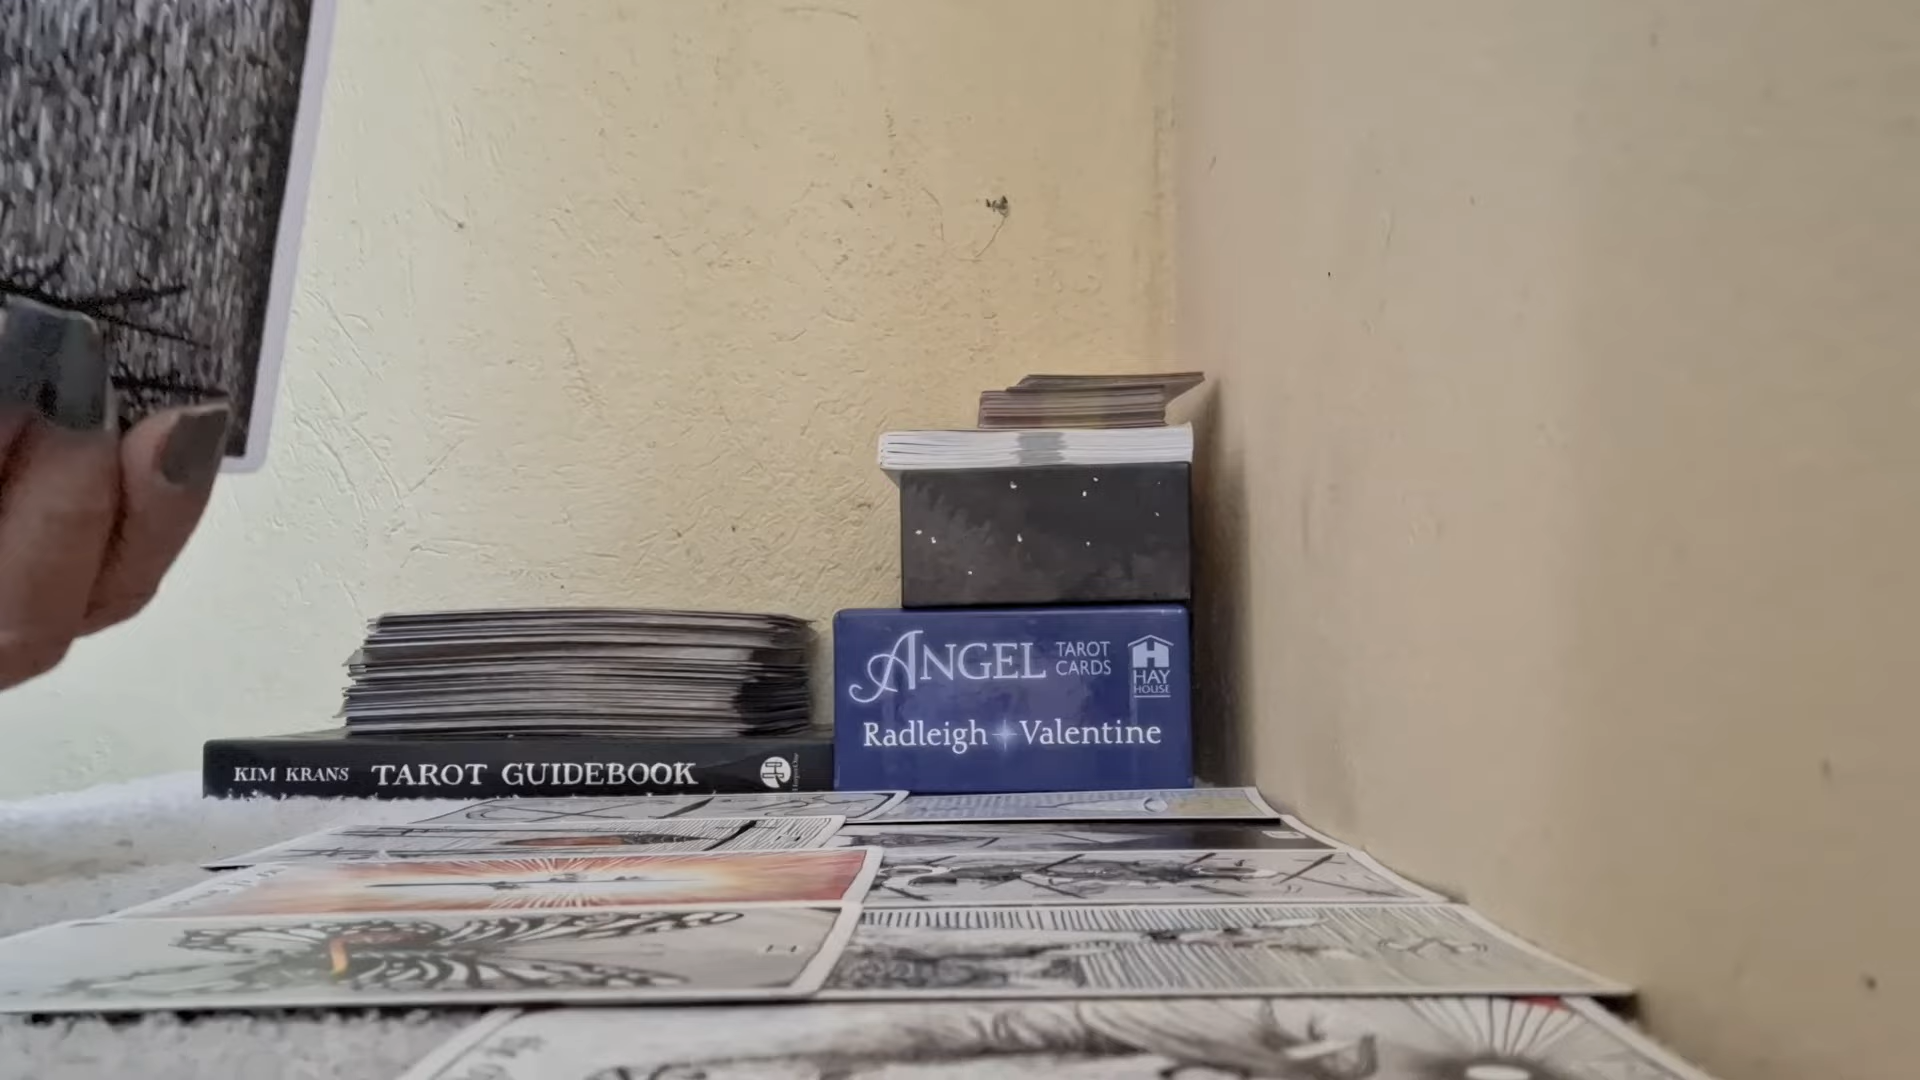 ANGEL TAROT
CARDS
HAY
HOUSE
Radleigh Valentine
KIM KRANS TAROT GUIDEBOOK